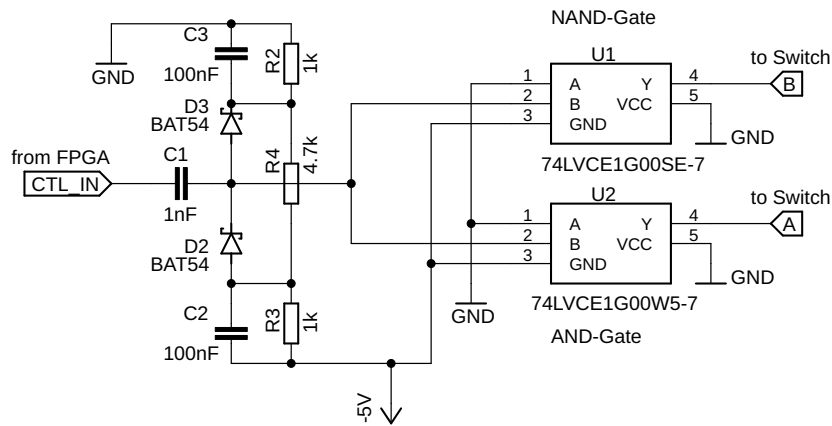 NAND-Gate
C3
GND
100nF
R2
1k
U1
to Switch
1
2
3
A
B
GND
Y
VCC
4
5
B
GND
74LVCE1G00SE-7
D3
BAT54
from FPGA
CTL_IN
C1
1nF
R4
4.7k
U2
to Switch
1
2
3
A
B
GND
Y
VCC
4
5
A
GND
D2
BAT54
GND
74LVCE1G00W5-7
AND-Gate
C2
100nF
R3
1k
-5V